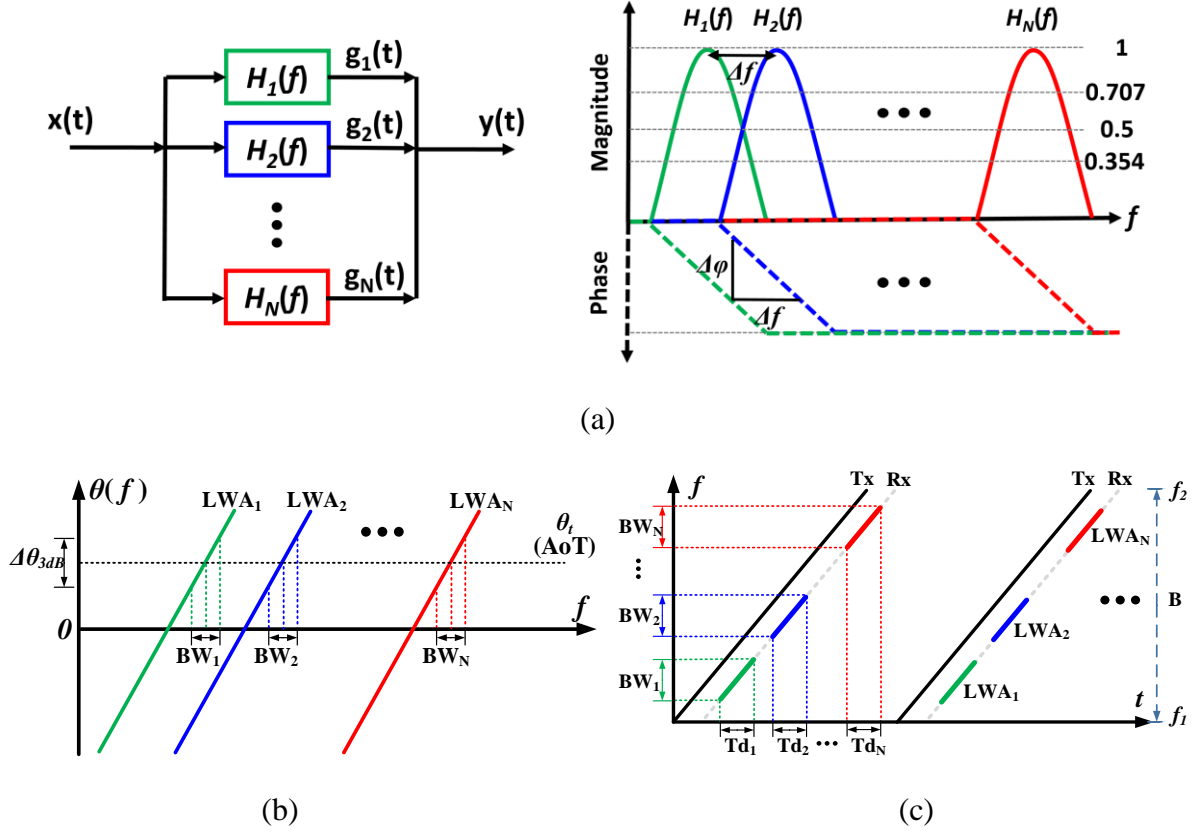 x(t)
H1(f)
g1(t)
H2(f)
g2(t)
HN(f)
gN(t)
y(t)
H1(f)
H2(f)
HN(f)
Δf
Magnitude
1
0.707
0.5
0.354
f
Phase
Δφ
Δf
(a)
θ(f)
LWA1
LWA2
LWAN
θt
(AoT)
Δθ3dB
f
0
BW1
BW2
BWN
(b)
f
Tx
Rx
Tx
Rx
f2
BWN
LWAN
BW2
B
LWA2
BW1
LWA1
t
f1
Td1
Td2
TdN
(c)